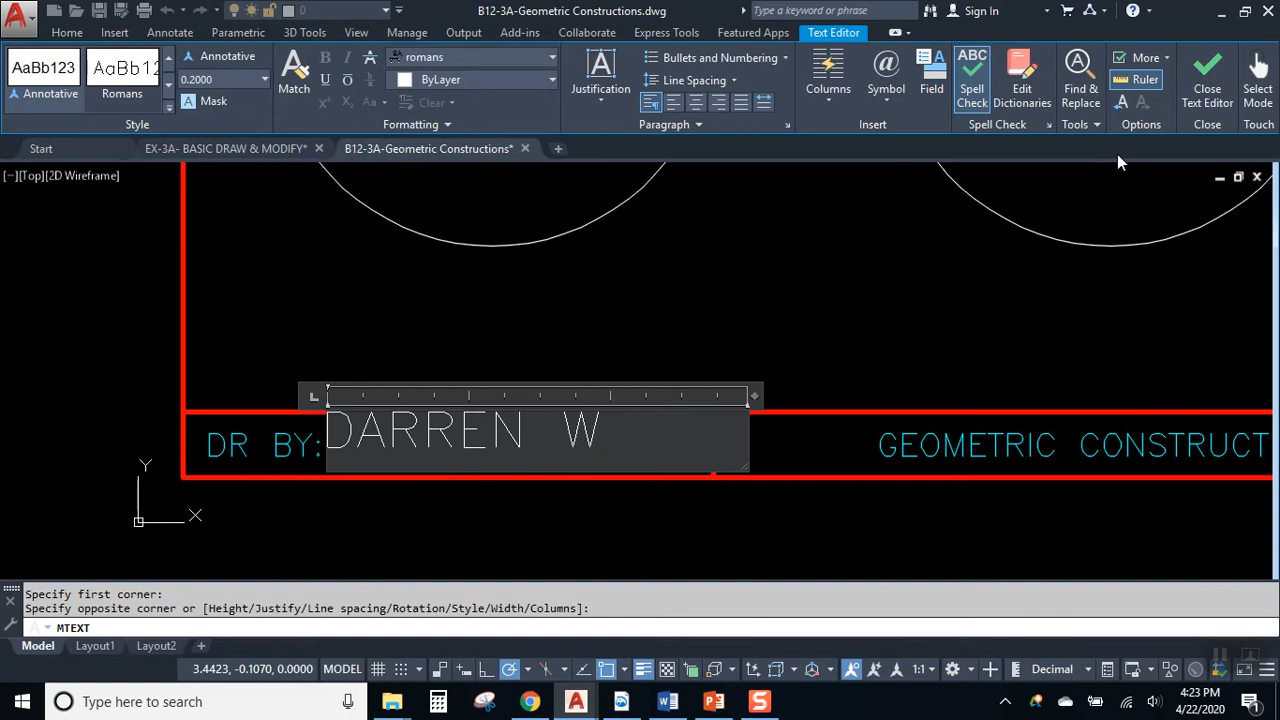 B12-3A-Geometric Constructions.dwg
Type a keyword or phrase
Sign In
Home Insert Annotate Parametric 3D Tools View Output Add-ins Collaborate Express Tools Featured Apps Text Editor
AaBb123
Annotative
AaBb12
Romans
Annotative
0.2000
Mask
Style
Match
romans
ByLayer
Clear
Formatting
Justification
Bullets and Numbering
Line Spacing
Paragraph
Columns
Symbol
Field
Insert
Spell Check
Edit Dictionaries
Spell Check
Find & Replace
Tools
More
Ruler
Options
Close Text Editor
Close
Select Mode
Touch
Start
EX-3A- BASIC DRAW & MODIFY*
B12-3A-Geometric Constructions*
[−][Top][2D Wireframe]
DR BY: DARREN W
GEOMETRIC CONSTRUCT
Y
X
Specify first corner:
Specify opposite corner or [Height/Justify/Line spacing/Rotation/Style/Width/Columns]:
MTEXT
Model Layout1 Layout2
3.4423, -0.1070, 0.0000 MODEL 1:1 Decimal
Type here to search
4:23 PM
4/22/2020